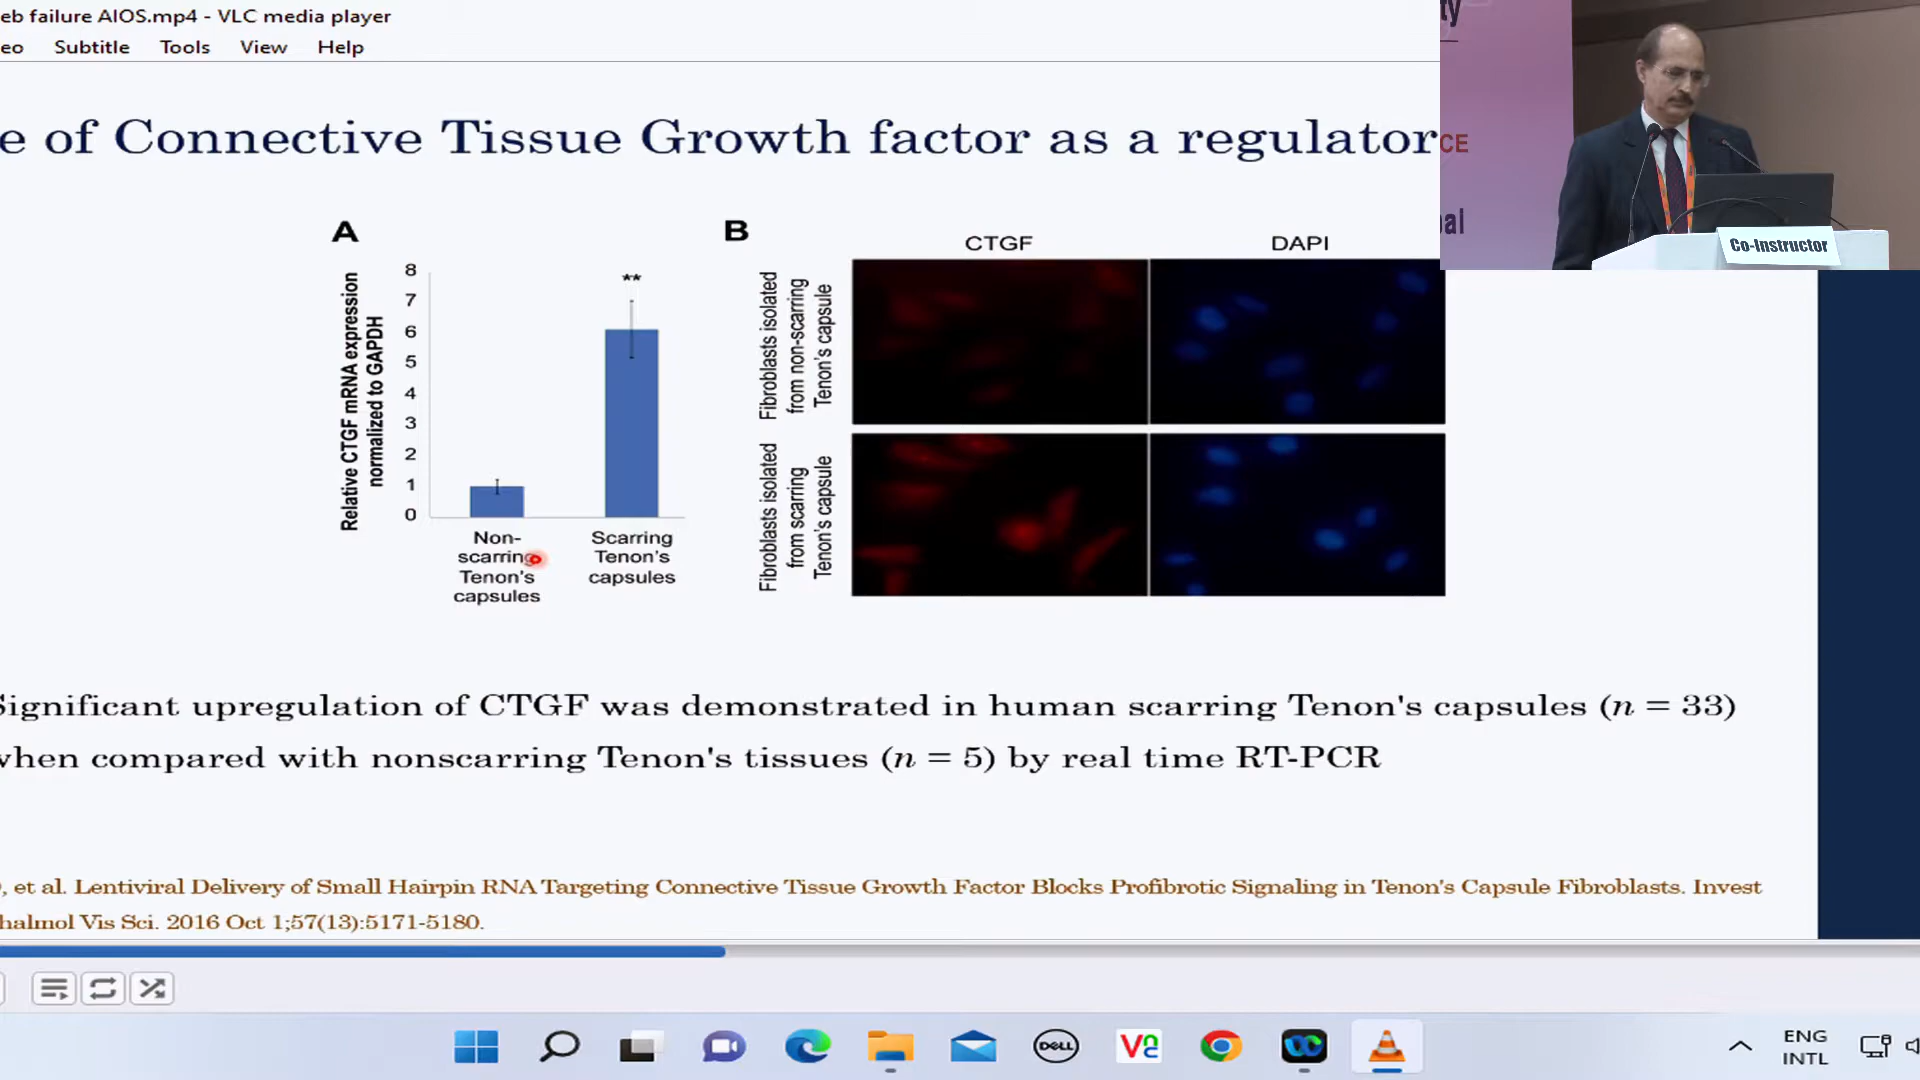 eb failure AIOS.mp4 - VLC media player
eo Subtitle Tools View Help
e of Connective Tissue Growth factor as a regulator
ty
CE
pal
Co-Instructor
A
Relative CTGF mRNA expression
normalized to GAPDH
8
7
6
5
4
3
2
1
0
**
Non-
scarring
Tenon's
capsules
Scarring
Tenon's
capsules
B
CTGF DAPI
Fibroblasts isolated
from non-scarring
Tenon's capsule
Fibroblasts isolated
from scarring
Tenon's capsule
Significant upregulation of CTGF was demonstrated in human scarring Tenon's capsules (n = 33)
when compared with nonscarring Tenon's tissues (n = 5) by real time RT-PCR
, et al. Lentiviral Delivery of Small Hairpin RNA Targeting Connective Tissue Growth Factor Blocks Profibrotic Signaling in Tenon's Capsule Fibroblasts. Invest
halmol Vis Sci. 2016 Oct 1;57(13):5171-5180.
DELL
V2C
ENG
INTL